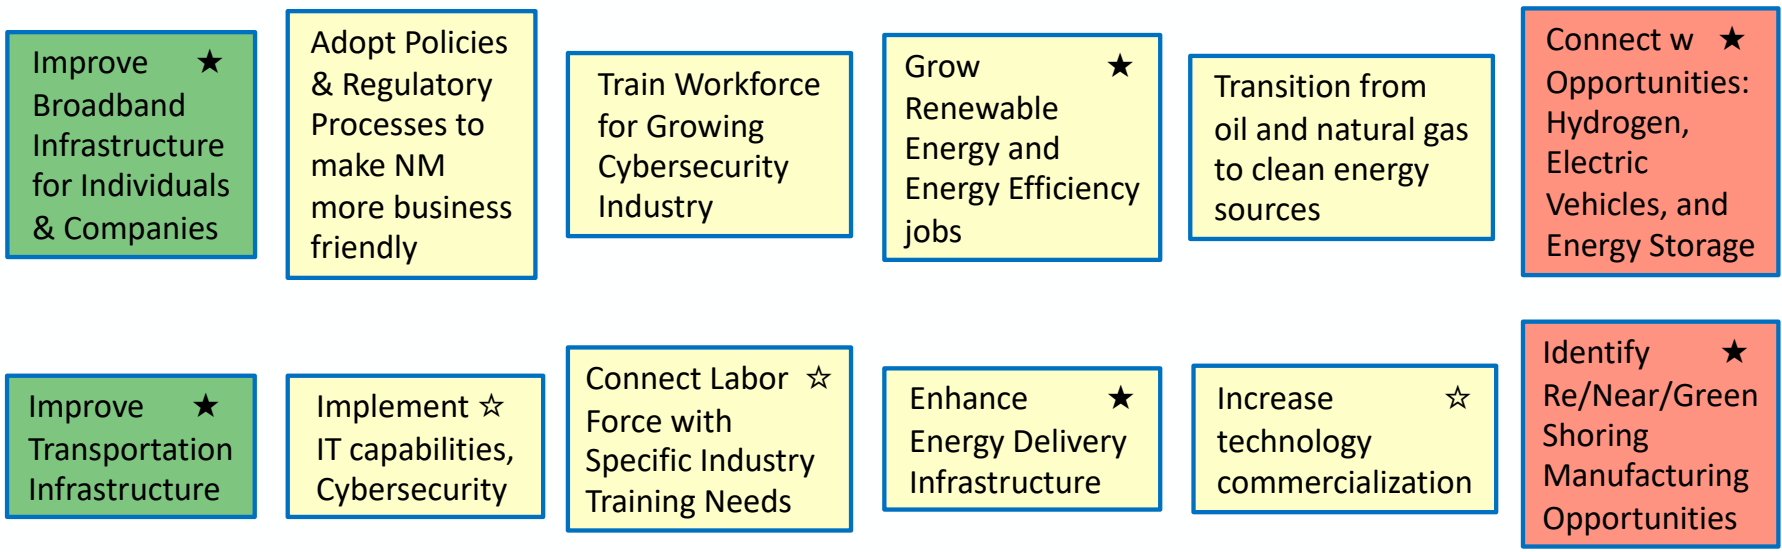 Improve ★
Broadband
Infrastructure
for Individuals
& Companies
Adopt Policies
& Regulatory
Processes to
make NM
more business
friendly
Train Workforce
for Growing
Cybersecurity
Industry
Grow ★
Renewable
Energy and
Energy Efficiency
jobs
Transition from
oil and natural gas
to clean energy
sources
Connect w ★
Opportunities:
Hydrogen,
Electric
Vehicles, and
Energy Storage
Improve ★
Transportation
Infrastructure
Implement ☆
IT capabilities,
Cybersecurity
Connect Labor ☆
Force with
Specific Industry
Training Needs
Enhance ★
Energy Delivery
Infrastructure
Increase ☆
technology
commercialization
Identify ★
Re/Near/Green
Shoring
Manufacturing
Opportunities